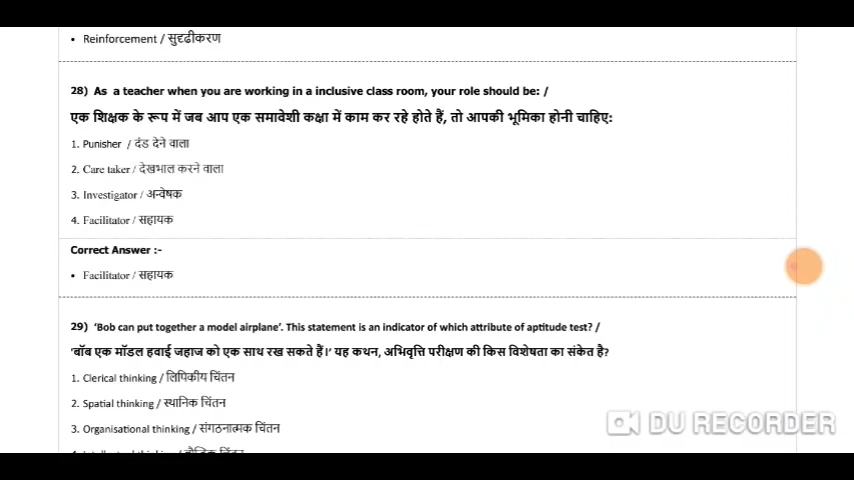 • Reinforcement / सुदृढीकरण
28) As a teacher when you are working in a inclusive class room, your role should be: /
एक शिक्षक के रूप में जब आप एक समावेशी कक्षा में काम कर रहे होते हैं, तो आपकी भूमिका होनी चाहिए:
1. Punisher / दंड देने वाला
2. Care taker / देखभाल करने वाला
3. Investigator / अन्वेषक
4. Facilitator / सहायक
Correct Answer :-
• Facilitator / सहायक
29) ‘Bob can put together a model airplane’. This statement is an indicator of which attribute of aptitude test? /
'बॉब एक मॉडल हवाई जहाज को एक साथ रख सकते हैं।' यह कथन, अभिवृत्ति परीक्षण की किस विशेषता का संकेत है?
1. Clerical thinking / लिपिकीय चिंतन
2. Spatial thinking / स्थानिक चिंतन
3. Organisational thinking / संगठनात्मक चिंतन
DU RECORDER